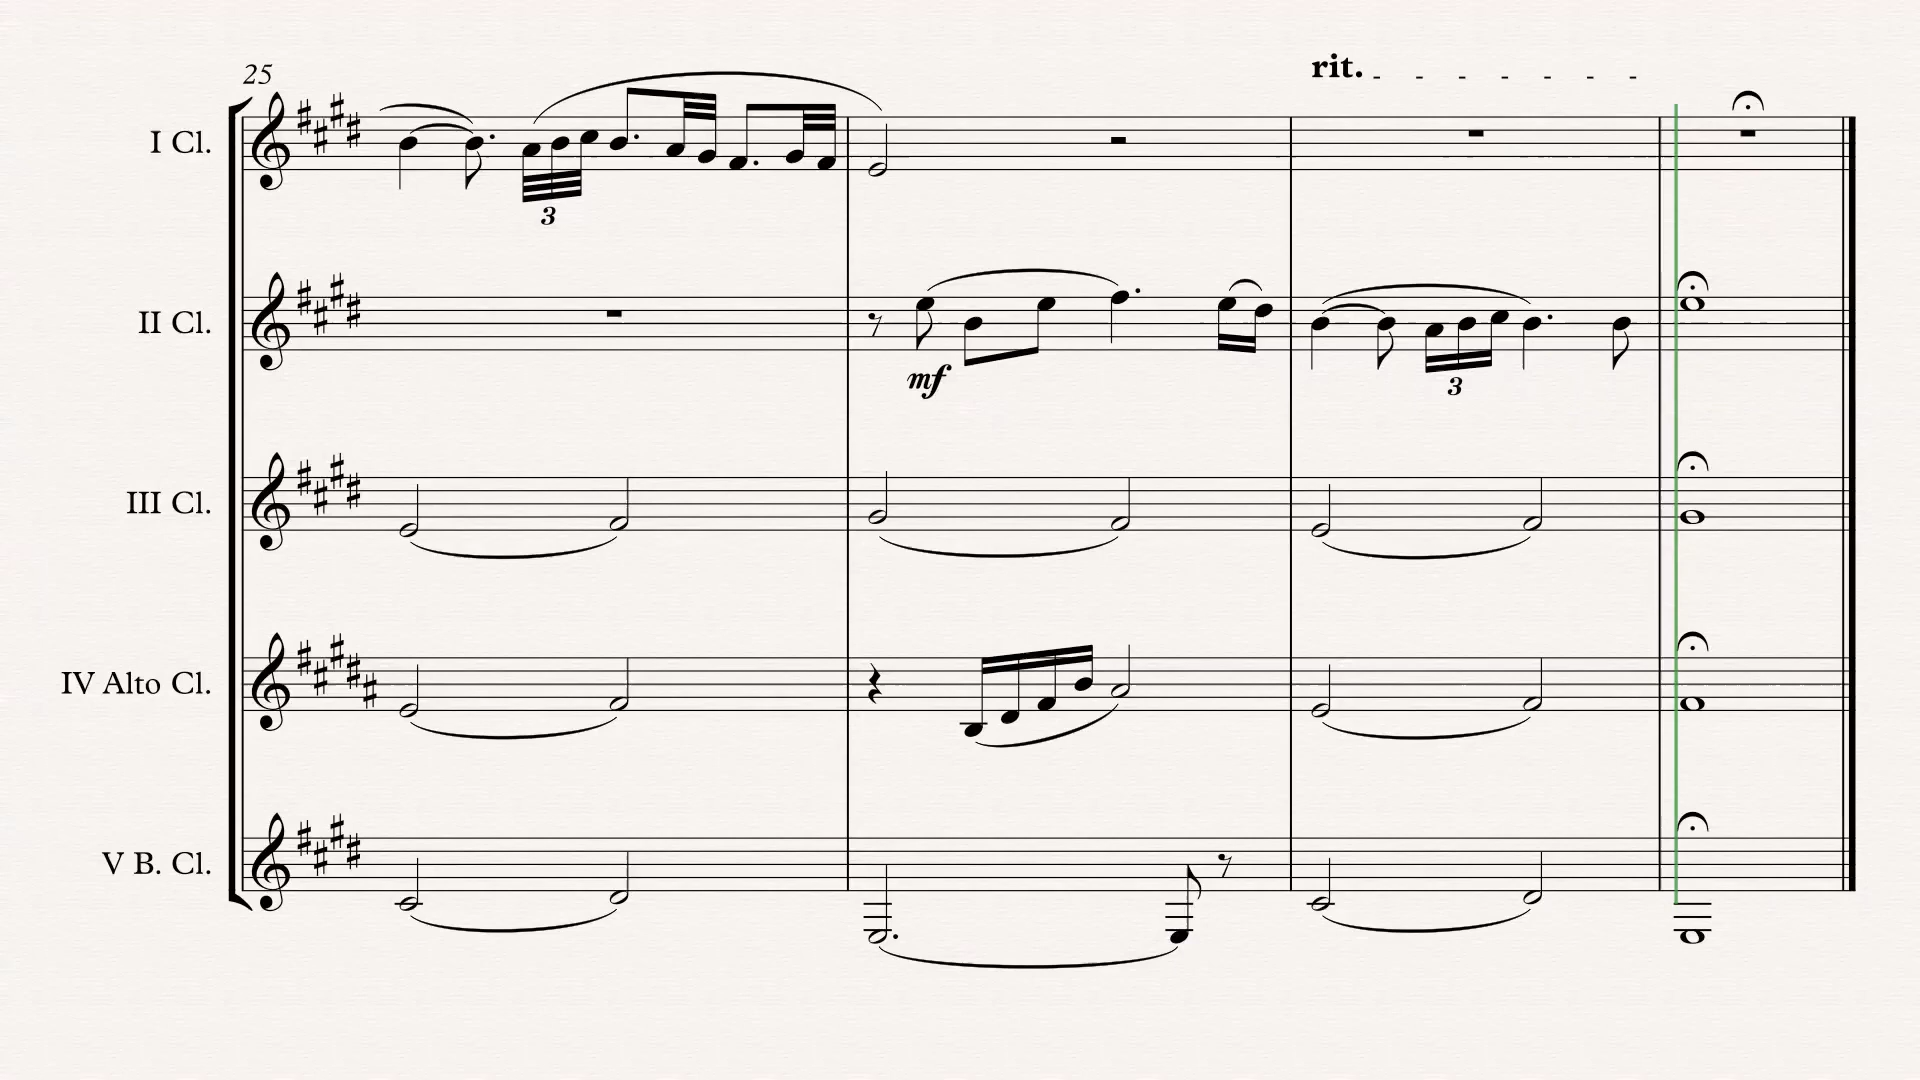 rit.
25
I Cl.
3
II Cl.
mf
3
III Cl.
IV Alto Cl.
V B. Cl.